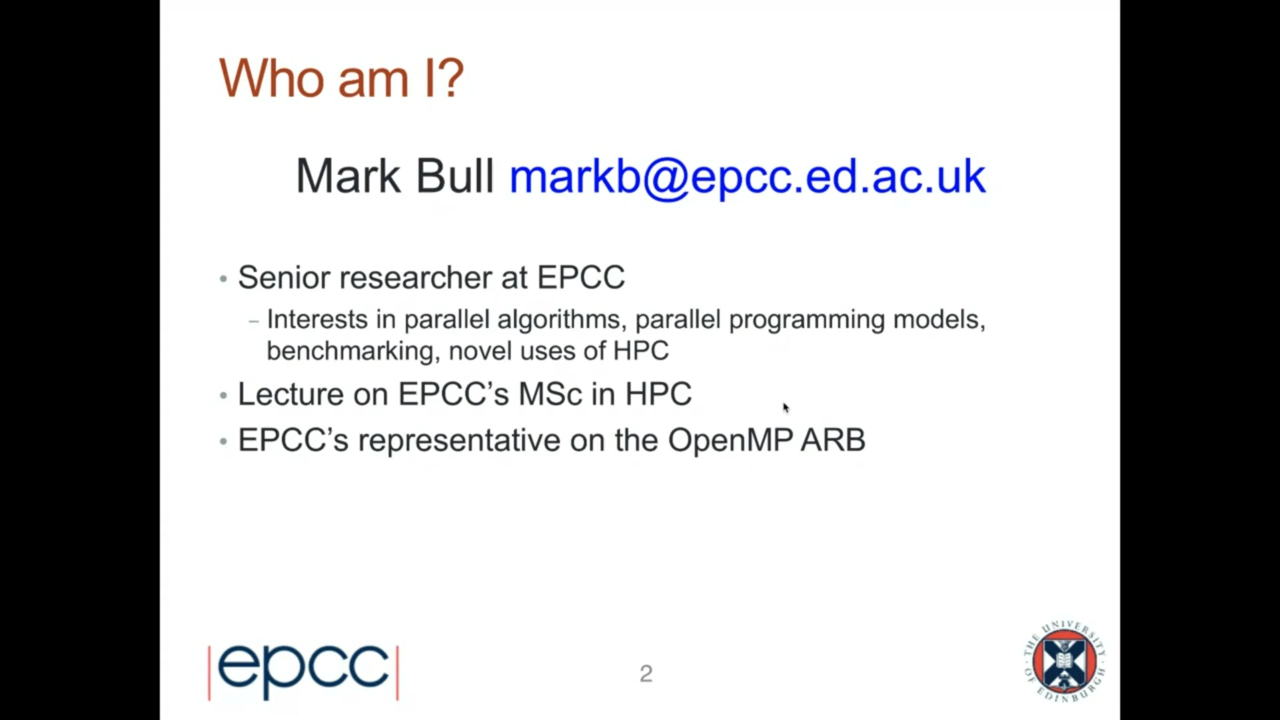 Who am I?
Mark Bull markb@epcc.ed.ac.uk
• Senior researcher at EPCC
– Interests in parallel algorithms, parallel programming models,
benchmarking, novel uses of HPC
• Lecture on EPCC's MSc in HPC
• EPCC's representative on the OpenMP ARB
|epcc|
2
THE UNIVERSITY
OF EDINBURGH